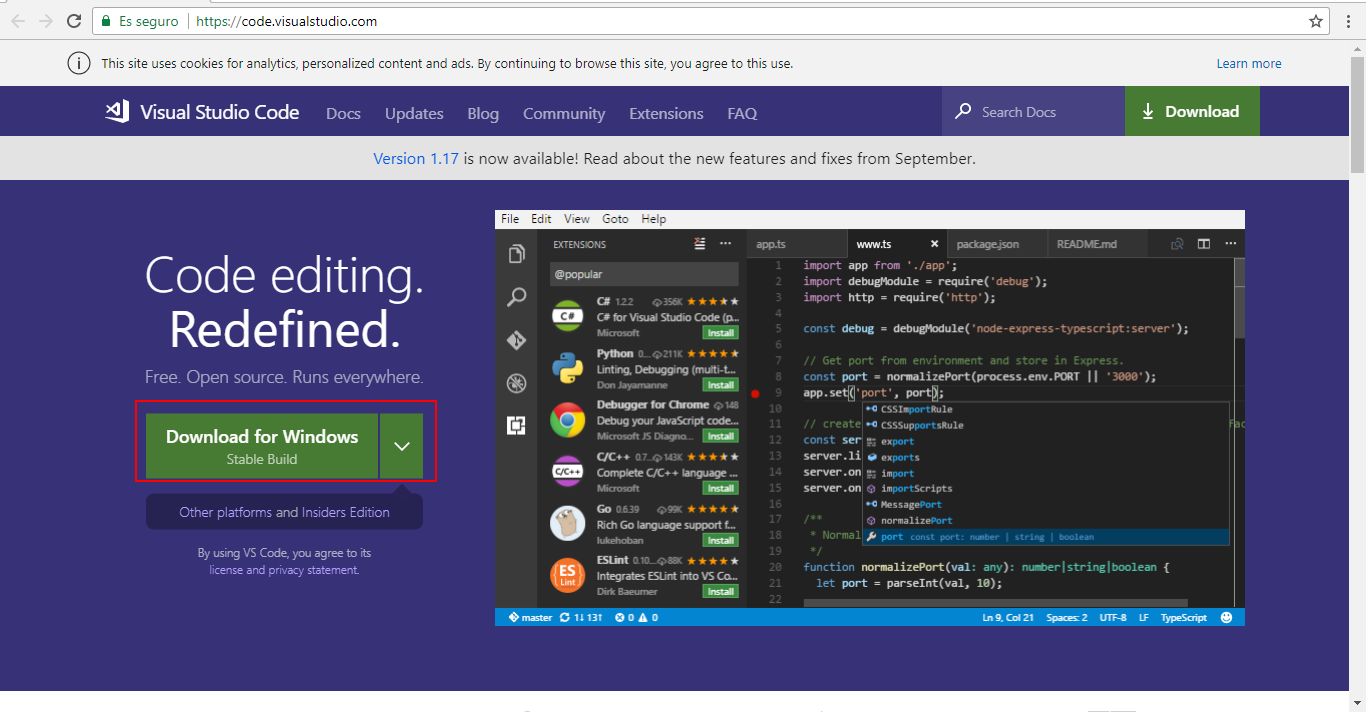 Es seguro
https://code.visualstudio.com
This site uses cookies for analytics, personalized content and ads. By continuing to browse this site, you agree to this use.
Learn more
Visual Studio Code
Docs
Updates
Blog
Community
Extensions
FAQ
Search Docs
Download
Version 1.17 is now available! Read about the new features and fixes from September.
Code editing.
Redefined.
Free. Open source. Runs everywhere.
Download for Windows
Stable Build
Other platforms and Insiders Edition
By using VS Code, you agree to its
license and privacy statement.
File Edit View Goto Help
EXTENSIONS
@popular
C# 1.2.2 356K
C# for Visual Studio Code (p...
Microsoft Install
Python 0... 211K
Linting, Debugging (multi-t...
Don Jayamanne Install
Debugger for Chrome 148
Debug your JavaScript code...
Microsoft JS Diagno... Install
C/C++ 0.7... 143K
Complete C/C++ language ...
Microsoft Install
Go 0.6.39 99K
Rich Go language support f...
lukehoban Install
ESLint 0.10... 88K
Integrates ESLint into VS Co...
Dirk Baeumer Install
C#
C/C++
ES
Lint
app.ts www.ts package.json README.md
1 import app from './app';
2 import debugModule = require('debug');
3 import http = require('http');
4
5 const debug = debugModule('node-express-typescript:server');
6
7 // Get port from environment and store in Express.
8 const port = normalizePort(process.env.PORT || '3000');
9 app.set('port', port);
10
11 // create
12 const ser
13 server.li
14 server.on
15 server.on
16
17 /**
18 * Normal
19 */
20 function normalizePort(val: any): number|string|boolean {
21 let port = parseInt(val, 10);
22
CSSImportRule
CSSSupportsRule
export
exports
import
importScripts
MessagePort
normalizePort
port const port: number | string | boolean
master 1↓ 13↑ 0 0
Ln 9, Col 21 Spaces: 2 UTF-8 LF TypeScript